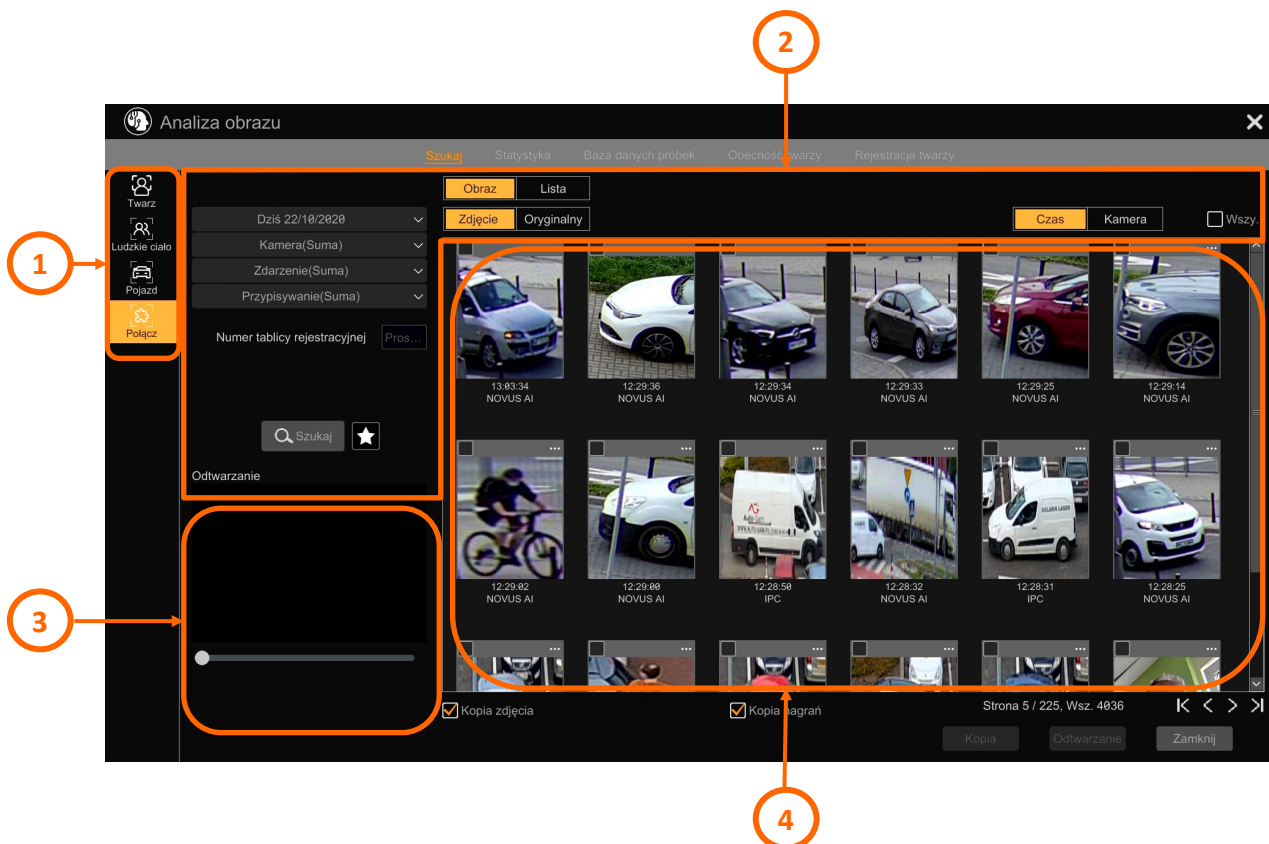 2
Analiza obrazu
Szukaj Statystyka Baza danych próbek Obecność twarzy Rejestracja twarzy
Twarz
Ludzkie ciało
Pojazd
Połącz
1
Obraz Lista
Zdjęcie Oryginalny Czas Kamera Wszy.
Dziś 22/10/2020
Kamera(Suma)
Zdarzenie(Suma)
Przypisywanie(Suma)
Numer tablicy rejestracyjnej Pros...
Szukaj
Odtwarzanie
13:03:34 12:29:36 12:29:34 12:29:33 12:29:25 12:29:14
NOVUS AI NOVUS AI NOVUS AI NOVUS AI NOVUS AI NOVUS AI
AG
SOLARIS LASER
12:29:02 12:29:00 12:28:50 12:28:32 12:28:31 12:28:25
NOVUS AI NOVUS AI IPC NOVUS AI IPC NOVUS AI
3
Kopia zdjęcia Kopia nagrań Strona 5 / 225, Wsz. 4036
Kopia Odtwarzanie Zamknij
4